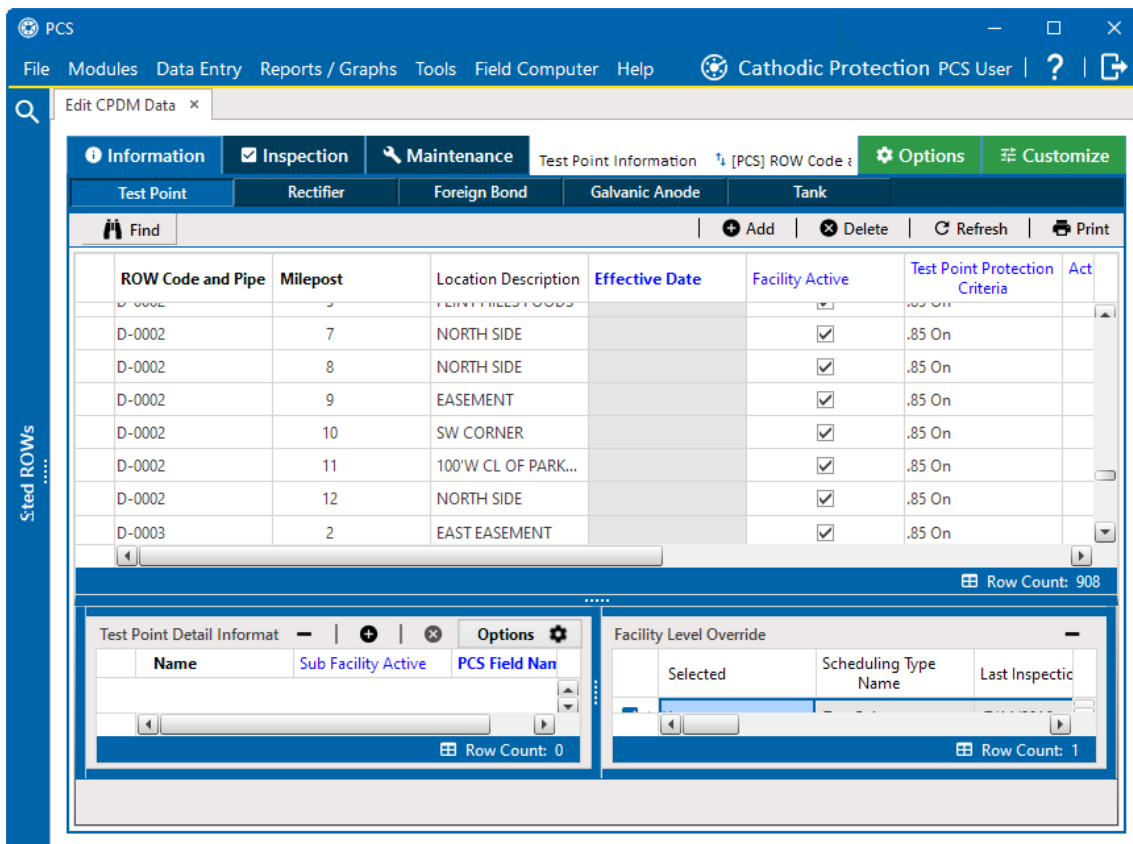 PCS
File Modules Data Entry Reports / Graphs Tools Field Computer Help Cathodic Protection PCS User | ? |
Edit CPDM Data ×
Information Inspection Maintenance Test Point Information [PCS] ROW Code Options Customize
Test Point Rectifier Foreign Bond Galvanic Anode Tank
Find | Add | Delete | Refresh | Print
ROW Code and Pipe Milepost Location Description Effective Date Facility Active Test Point Protection Criteria Act
D-0002 7 NORTH SIDE .85 On
D-0002 8 NORTH SIDE .85 On
D-0002 9 EASEMENT .85 On
D-0002 10 SW CORNER .85 On
D-0002 11 100'W CL OF PARK... .85 On
D-0002 12 NORTH SIDE .85 On
D-0003 2 EAST EASEMENT .85 On
Row Count: 908
Test Point Detail Informat Options
Name Sub Facility Active PCS Field Nam
Row Count: 0
Facility Level Override
Selected Scheduling Type Name Last Inspectio
Row Count: 1
ted ROWs